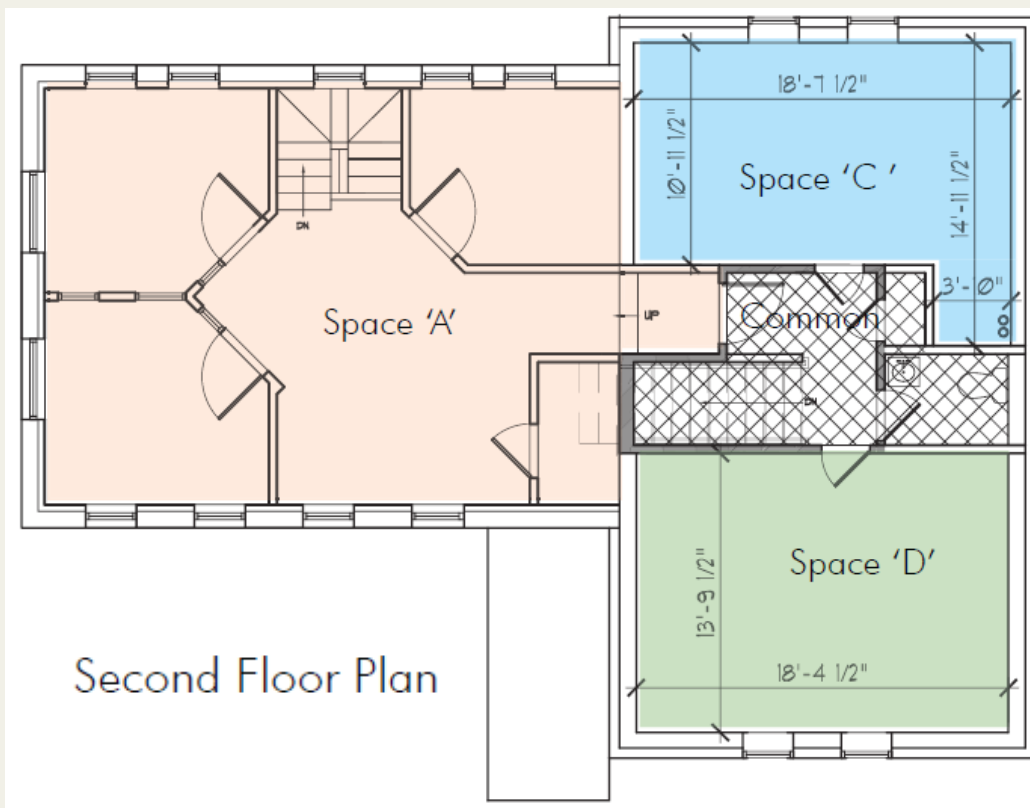 18'-7 1/2"
10'-11 1/2"
Space 'C '
14'-11 1/2"
DN
3'-10"
Space 'A'
UP
Common
DN
Space 'D'
13'-9 1/2"
18'-4 1/2"
Second Floor Plan